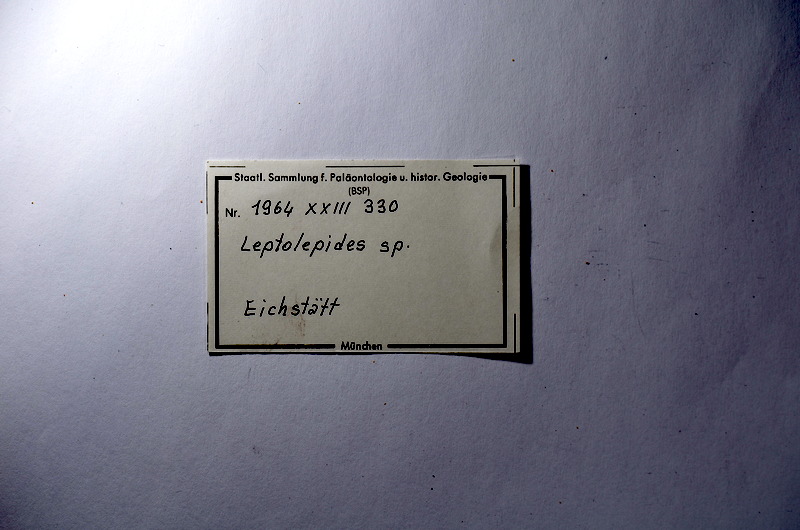 Staatl. Sammlung f. Paläontologie u. histor. Geologie
(BSP)
Nr. 1964 XXIII 330
Leptolepides sp.
Eichstätt
München